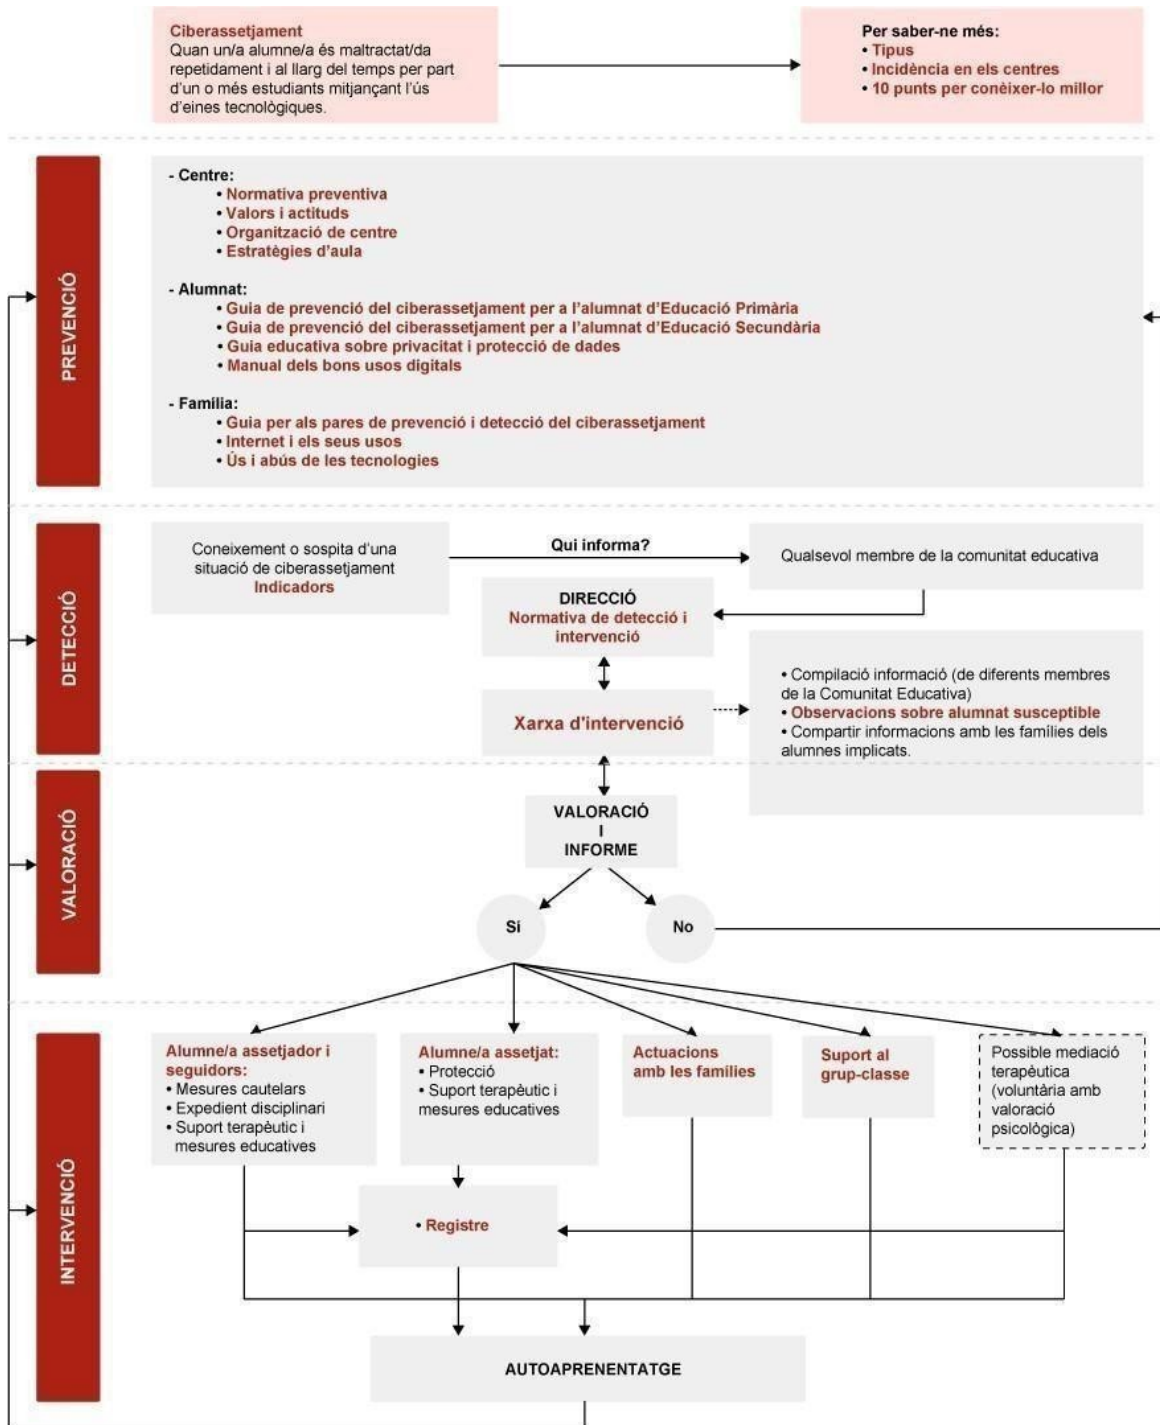 Ciberassetjament
Quan un/a alumne/a és maltractat/da
repetidament i al llarg del temps per part
d'un o més estudiants mitjançant l'ús
d'eines tecnològiques.
Per saber-ne més:
• Tipus
• Incidència en els centres
• 10 punts per conèixer-lo millor
PREVENCIÓ
- Centre:
• Normativa preventiva
• Valors i actituds
• Organització de centre
• Estratègies d'aula
- Alumnat:
• Guia de prevenció del ciberassetjament per a l'alumnat d'Educació Primària
• Guia de prevenció del ciberassetjament per a l'alumnat d'Educació Secundària
• Guia educativa sobre privacitat i protecció de dades
• Manual dels bons usos digitals
- Família:
• Guia per als pares de prevenció i detecció del ciberassetjament
• Internet i els seus usos
• Ús i abús de les tecnologies
DETECCIÓ
Coneixement o sospita d'una
situació de ciberassetjament
Indicadors
Qui informa?
Qualsevol membre de la comunitat educativa
DIRECCIÓ
Normativa de detecció i
intervenció
Xarxa d'intervenció
• Compilació informació (de diferents membres
de la Comunitat Educativa)
• Observacions sobre alumnat susceptible
• Compartir informacions amb les famílies dels
alumnes implicats.
VALORACIÓ
VALORACIÓ
I
INFORME
Sí
No
INTERVENCIÓ
Alumne/a assetjador i
seguidors:
• Mesures cautelars
• Expedient disciplinari
• Suport terapèutic i
mesures educatives
Alumne/a assetjat:
• Protecció
• Suport terapèutic i
mesures educatives
Actuacions
amb les famílies
Suport al
grup-classe
Possible mediació
terapèutica
(voluntària amb
valoració
psicològica)
• Registre
AUTOAPRENENTATGE